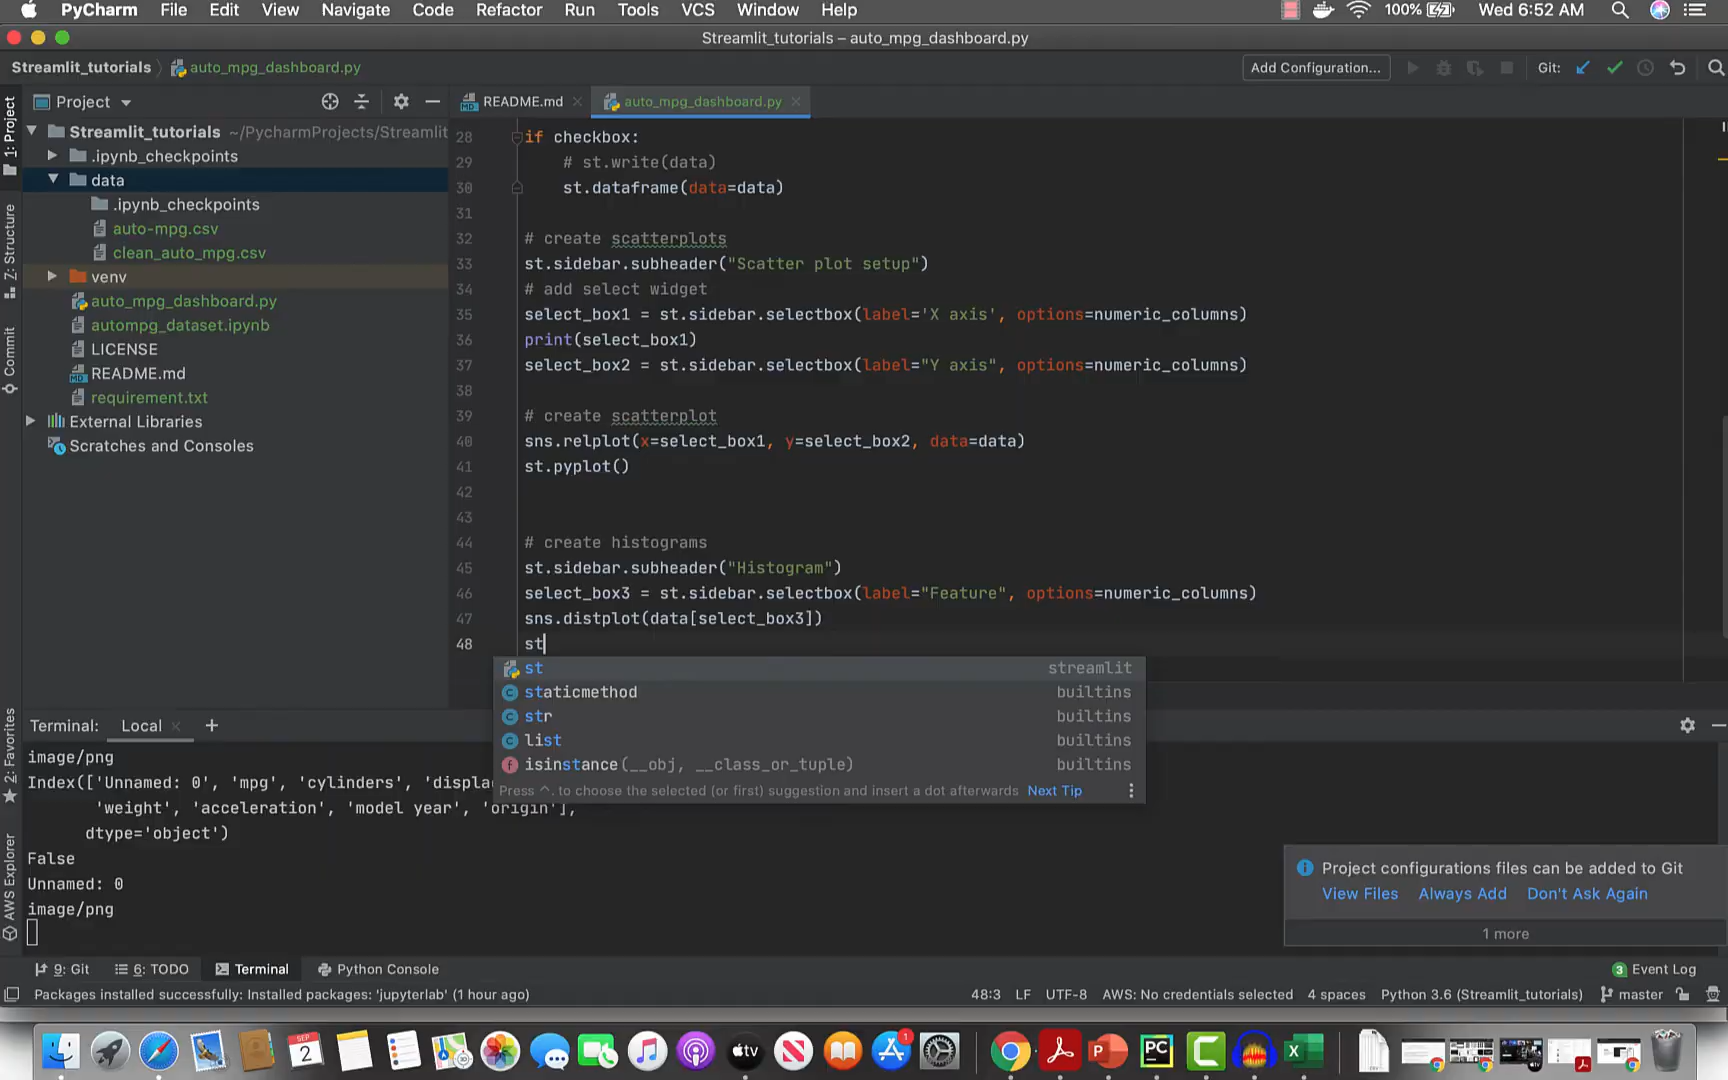 PyCharm File Edit View Navigate Code Refactor Run Tools VCS Window Help 100% Wed 6:52 AM
Streamlit_tutorials – auto_mpg_dashboard.py
Streamlit_tutorials auto_mpg_dashboard.py Add Configuration... Git:
Project README.md auto_mpg_dashboard.py
1: Project
Z: Structure
Commit
2: Favorites
AWS Explorer
Streamlit_tutorials ~/PycharmProjects/Streamlit
.ipynb_checkpoints
data
.ipynb_checkpoints
auto-mpg.csv
clean_auto_mpg.csv
venv
auto_mpg_dashboard.py
autompg_dataset.ipynb
LICENSE
README.md
requirement.txt
External Libraries
Scratches and Consoles
28 if checkbox:
29 # st.write(data)
30 st.dataframe(data=data)
31
32 # create scatterplots
33 st.sidebar.subheader("Scatter plot setup")
34 # add select widget
35 select_box1 = st.sidebar.selectbox(label='X axis', options=numeric_columns)
36 print(select_box1)
37 select_box2 = st.sidebar.selectbox(label="Y axis", options=numeric_columns)
38
39 # create scatterplot
40 sns.relplot(x=select_box1, y=select_box2, data=data)
41 st.pyplot()
42
43
44 # create histograms
45 st.sidebar.subheader("Histogram")
46 select_box3 = st.sidebar.selectbox(label="Feature", options=numeric_columns)
47 sns.distplot(data[select_box3])
48 st
st streamlit
staticmethod builtins
str builtins
list builtins
isinstance(__obj, __class_or_tuple) builtins
Press ^. to choose the selected (or first) suggestion and insert a dot afterwards Next Tip
Terminal: Local +
image/png
Index(['Unnamed: 0', 'mpg', 'cylinders', 'displac
'weight', 'acceleration', 'model year', 'origin'],
dtype='object')
False
Unnamed: 0
image/png
Project configurations files can be added to Git
View Files Always Add Don't Ask Again
1 more
9: Git 6: TODO Terminal Python Console 3 Event Log
Packages installed successfully: Installed packages: 'jupyterlab' (1 hour ago) 48:3 LF UTF-8 AWS: No credentials selected 4 spaces Python 3.6 (Streamlit_tutorials) master
SEP
2
tv
1
P
PC
C
X